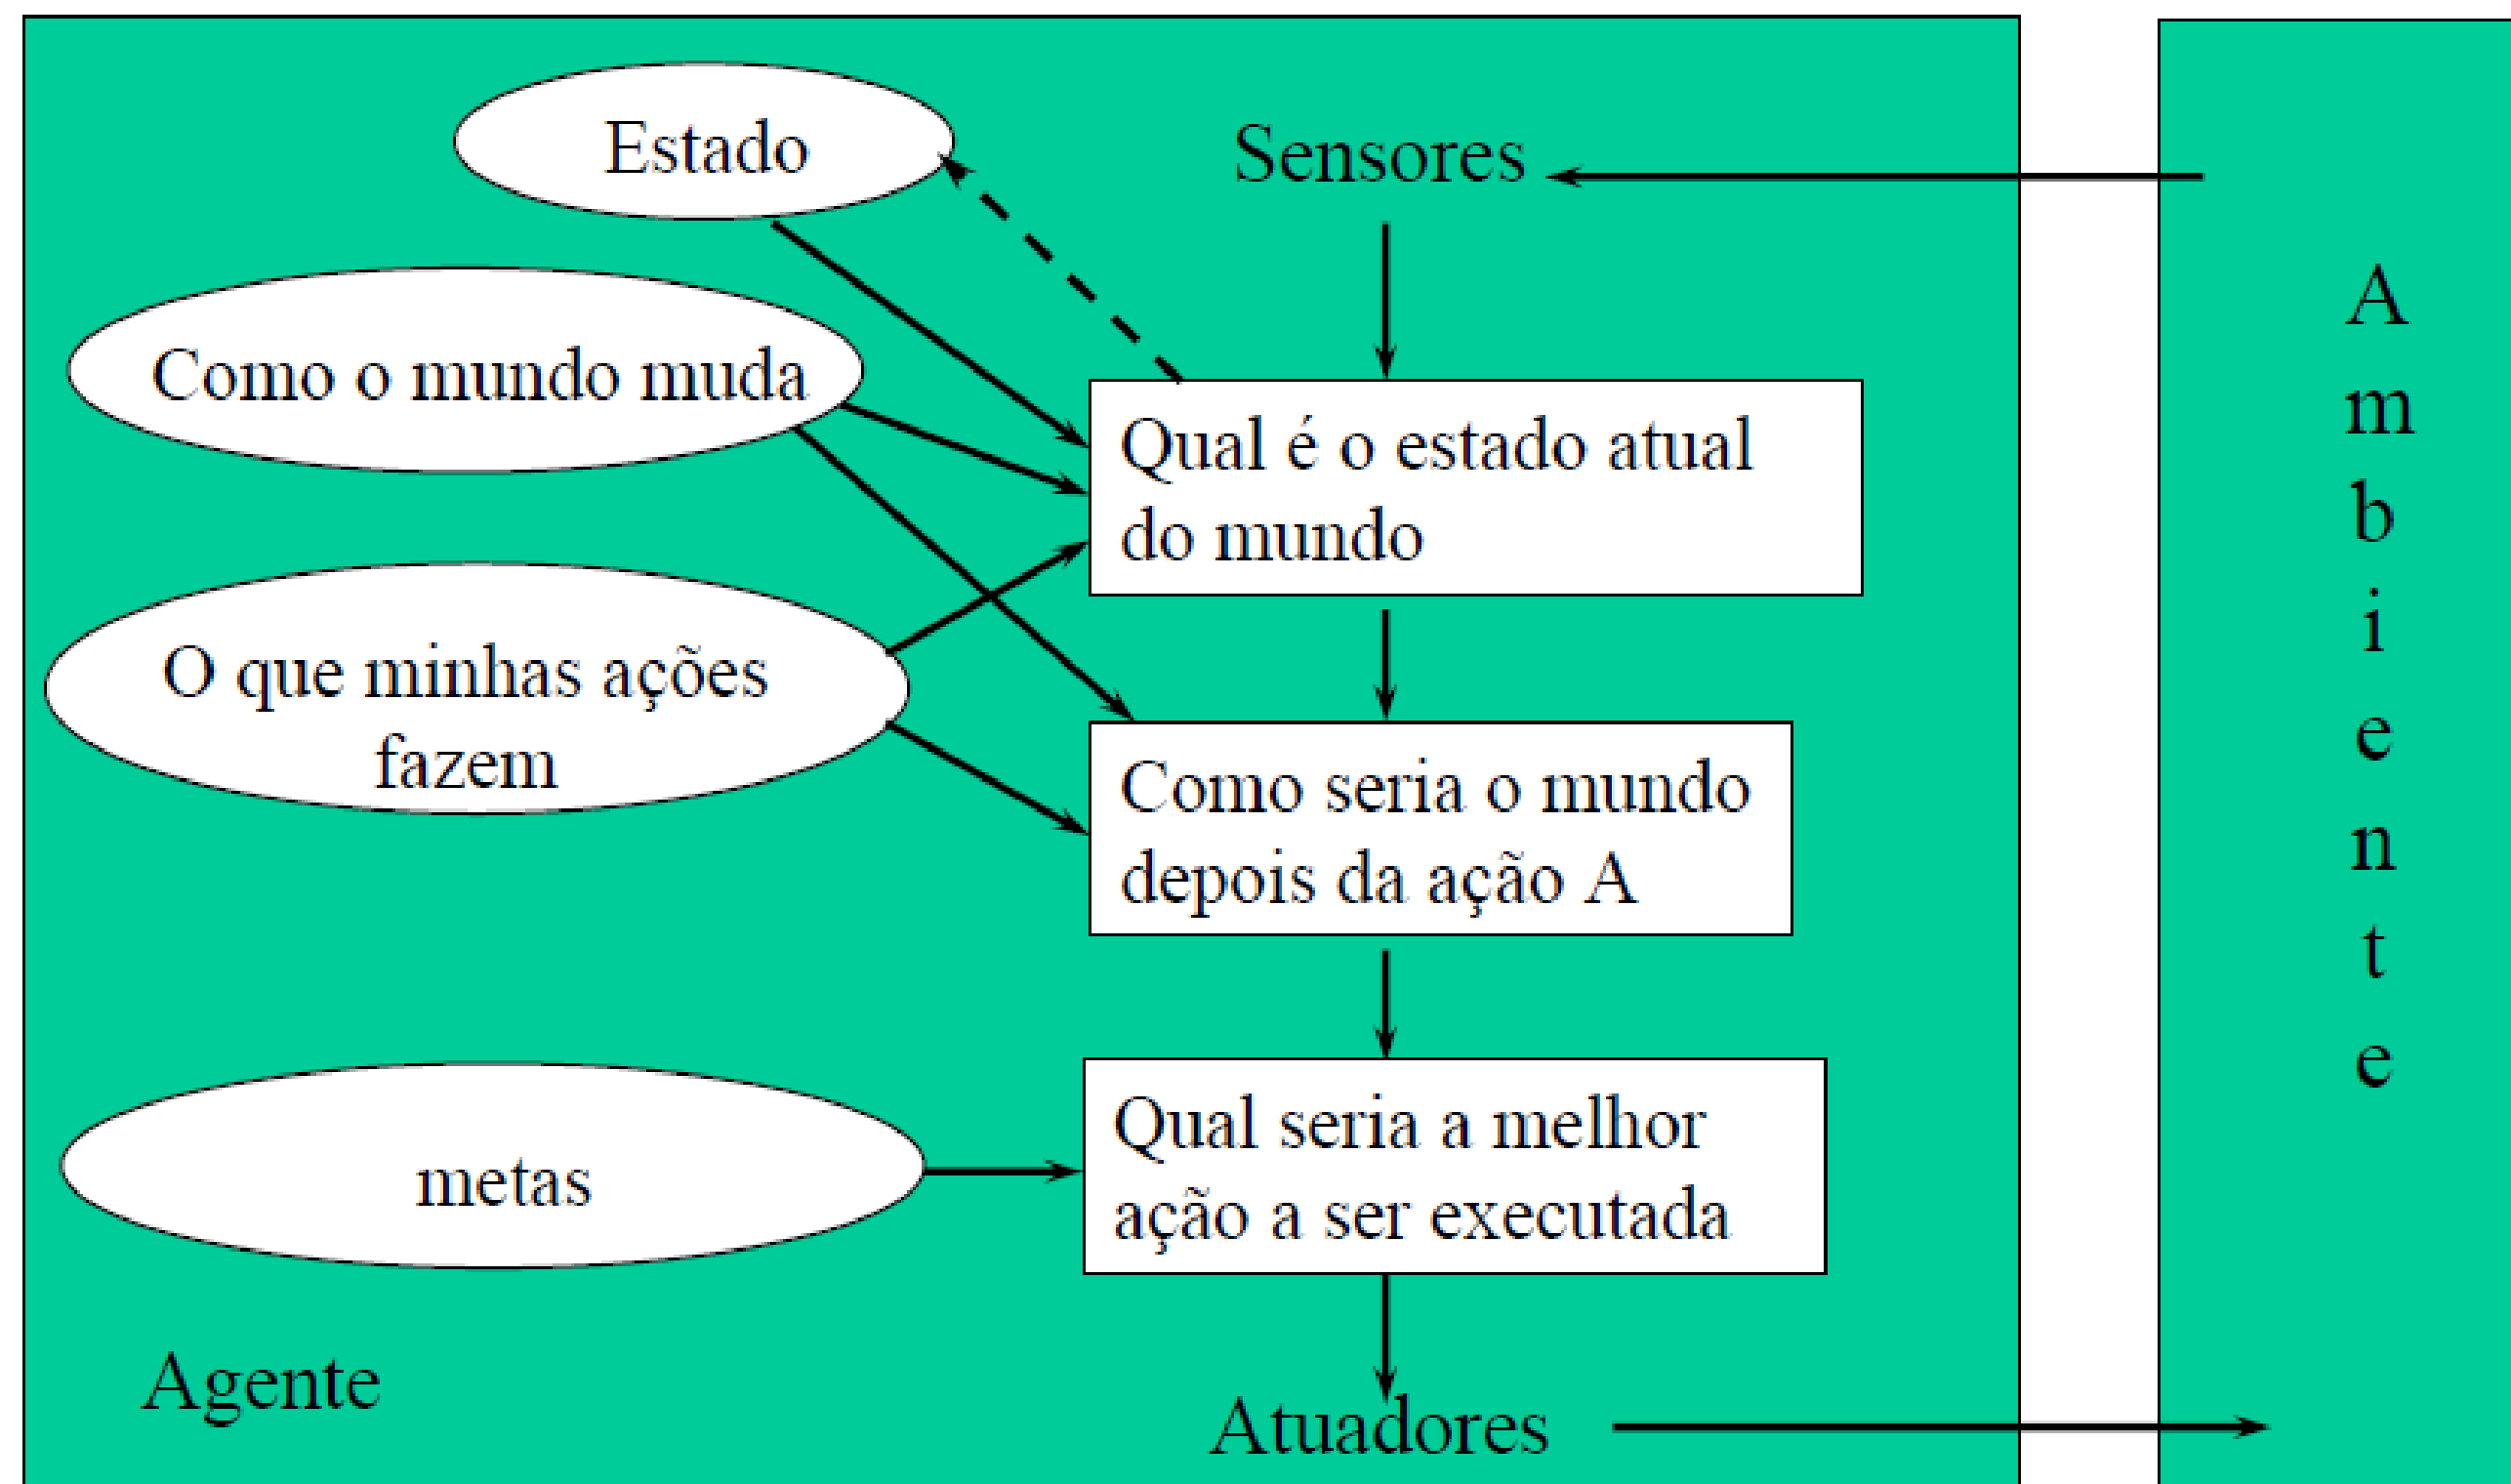 Estado
Sensores
Como o mundo muda
Qual é o estado atual
do mundo
O que minhas ações
fazem
Como seria o mundo
depois da ação A
metas
Qual seria a melhor
ação a ser executada
Agente
Atuadores
A
m
b
i
e
n
t
e